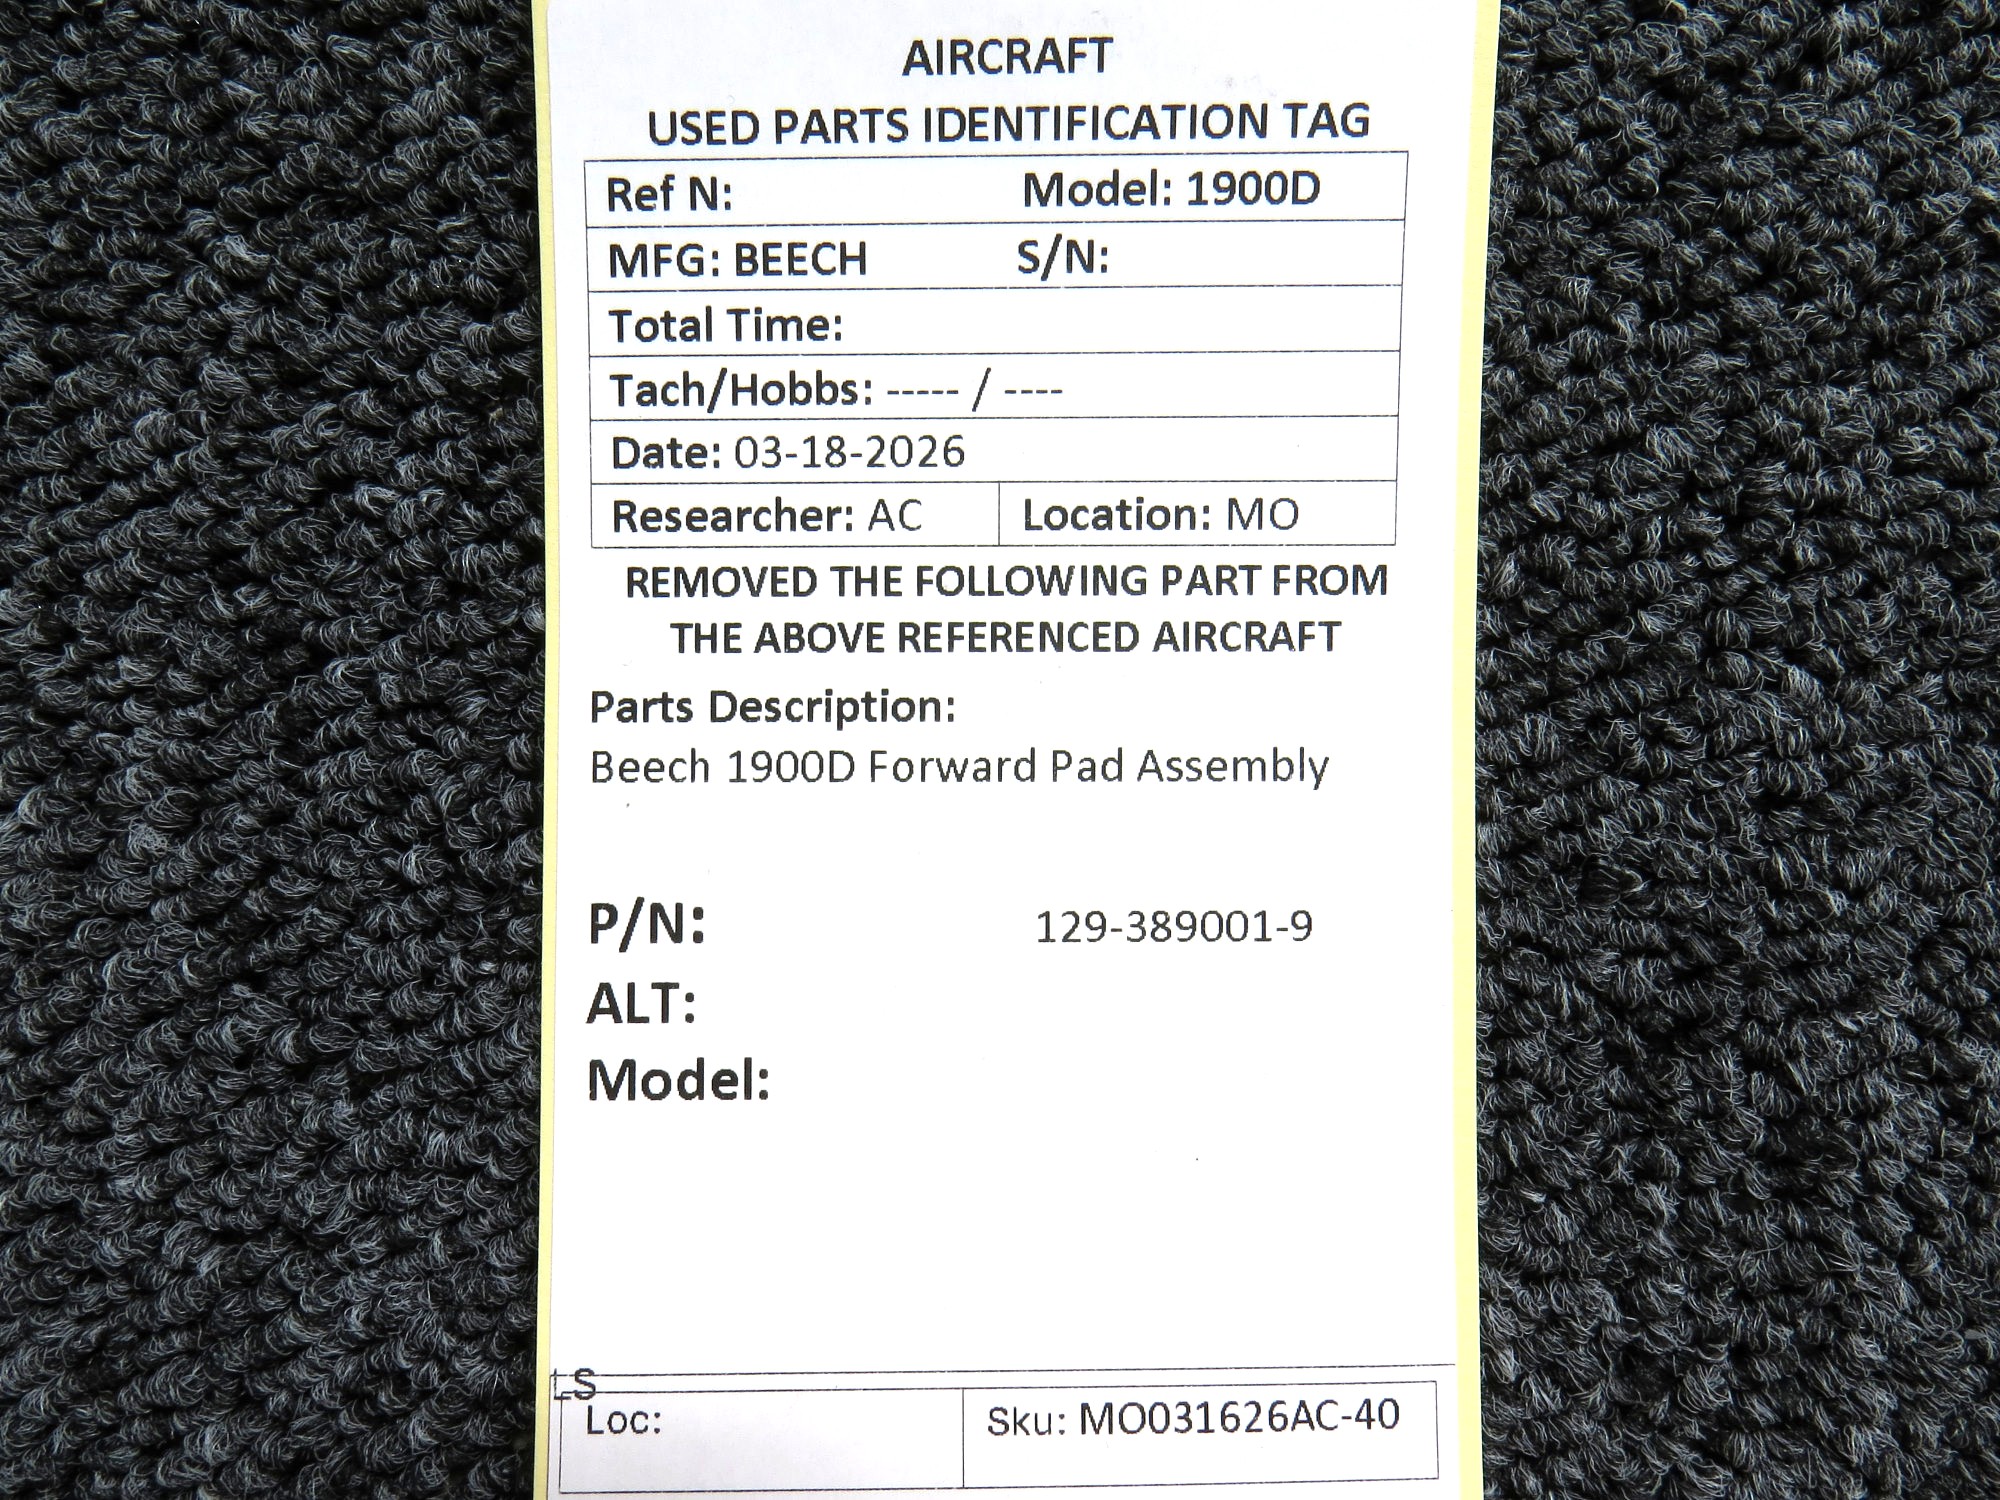 AIRCRAFT
USED PARTS IDENTIFICATION TAG
Ref N: Model: 1900D
MFG: BEECH S/N:
Total Time:
Tach/Hobbs: ----- / ----
Date: 03-18-2026
Researcher: AC Location: MO
REMOVED THE FOLLOWING PART FROM
THE ABOVE REFERENCED AIRCRAFT
Parts Description:
Beech 1900D Forward Pad Assembly
P/N: 129-389001-9
ALT:
Model:
LS
Loc: Sku: MO031626AC-40